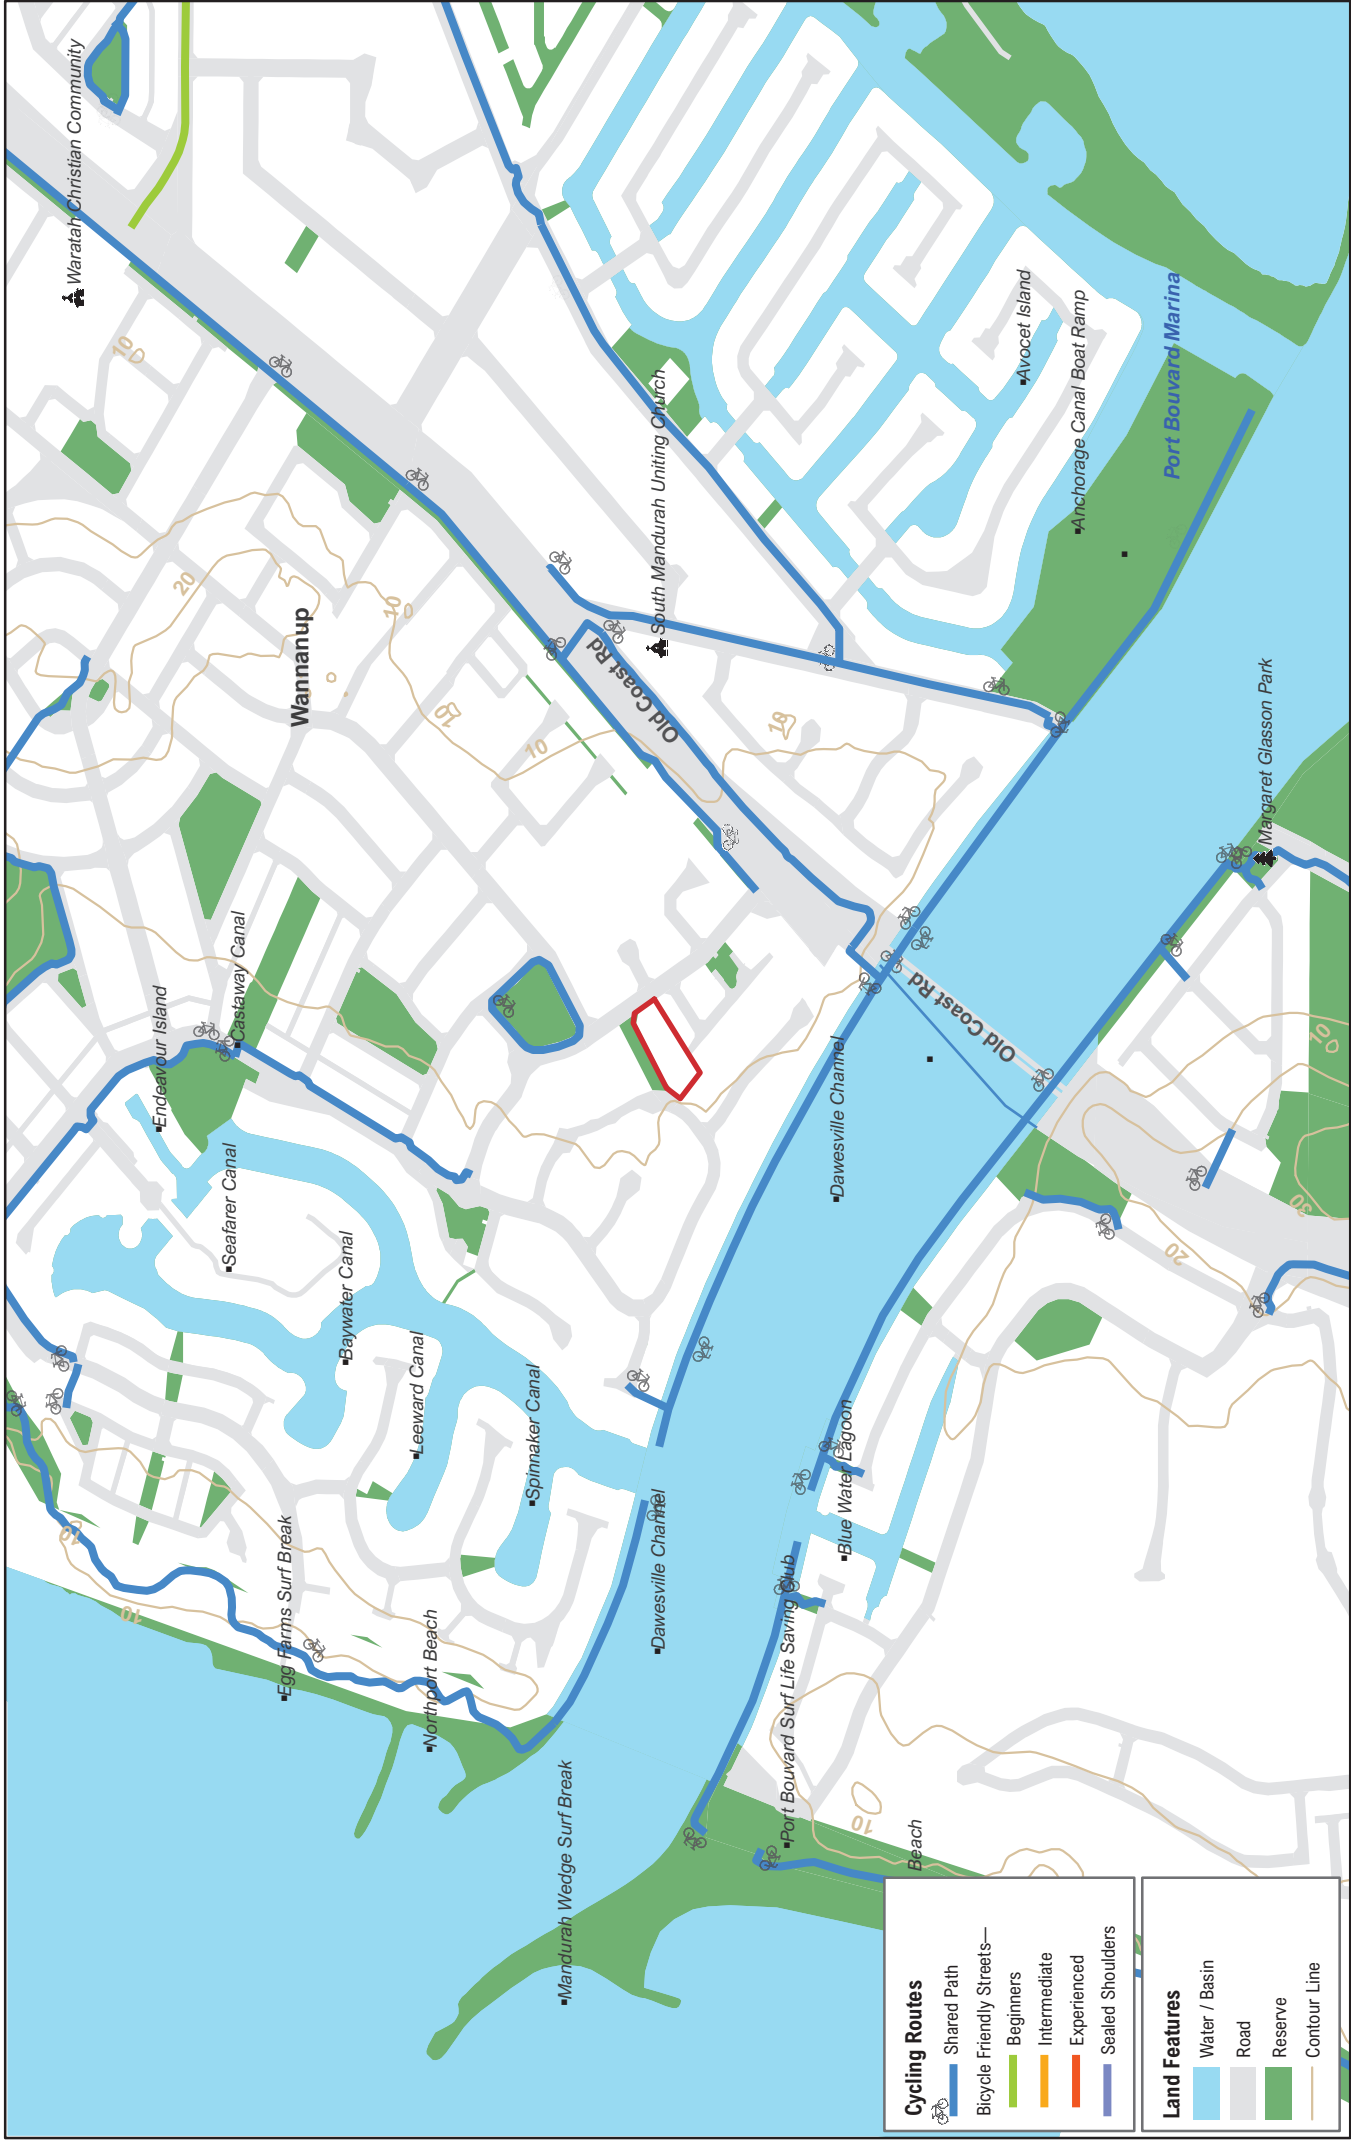 Waratah Christian Community
10
20
10
Wannanup
10
10
Old Coast Rd
South Mandurah Uniting Church
10
Avocet Island
Anchorage Canal Boat Ramp
Port Bouvard Marina
Margaret Glasson Park
Castaway Canal
Endeavour Island
Seafarer Canal
Baywater Canal
Leeward Canal
Spinnaker Canal
Dawesville Channel
Old Coast Rd
10
30
20
10
10
Egg Farms Surf Break
Northport Beach
Dawesville Channel
Blue Water Lagoon
Port Bouvard Surf Life Saving Club
Mandurah Wedge Surf Break
10
Beach
Cycling Routes
Shared Path
Bicycle Friendly Streets—
Beginners
Intermediate
Experienced
Sealed Shoulders
Land Features
Water / Basin
Road
Reserve
Contour Line